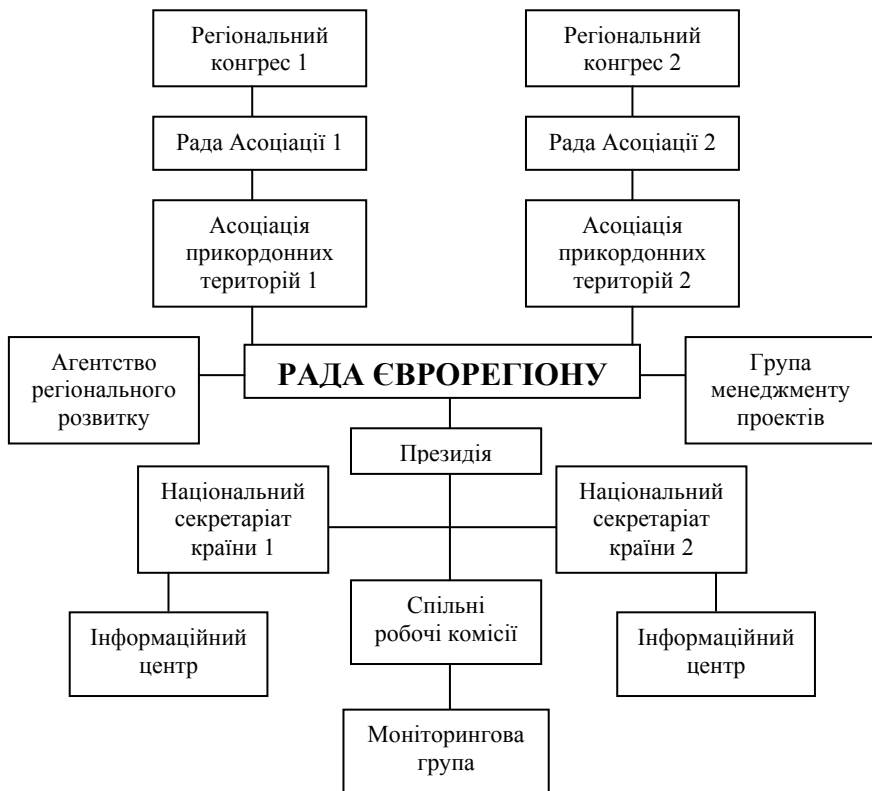 Регіональний
конгрес 1
Регіональний
конгрес 2
Рада Асоціації 1
Рада Асоціації 2
Асоціація
прикордонних
територій 1
Асоціація
прикордонних
територій 2
Агентство
регіонального
розвитку
РАДА ЄВРОРЕГІОНУ
Група
менеджменту
проектів
Президія
Національний
секретаріат
країни 1
Національний
секретаріат
країни 2
Інформаційний
центр
Спільні
робочі комісії
Інформаційний
центр
Моніторингова
група